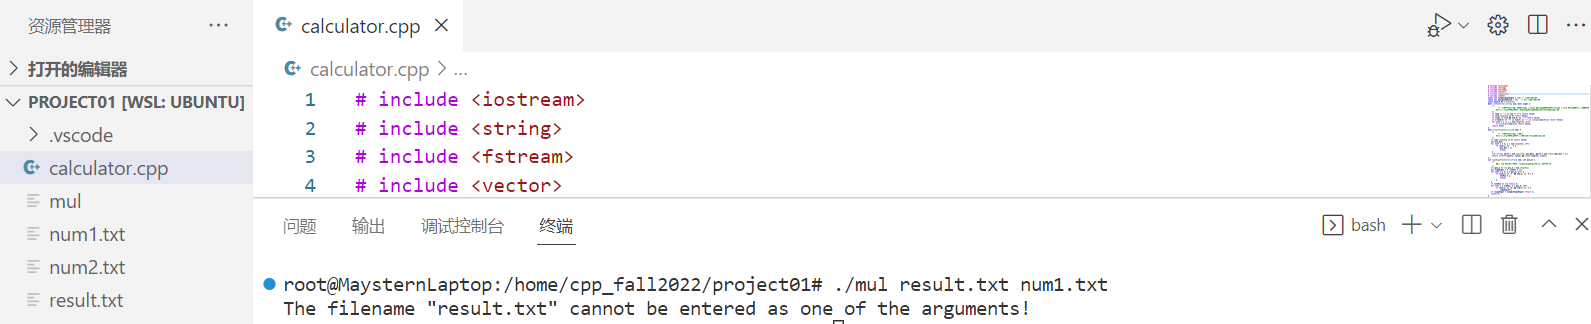 资源管理器 ···
打开的编辑器
PROJECT01 [WSL: UBUNTU]
.vscode
calculator.cpp
mul
num1.txt
num2.txt
result.txt
calculator.cpp
calculator.cpp > ...
1 # include <iostream>
2 # include <string>
3 # include <fstream>
4 # include <vector>
问题 输出 调试控制台 终端
bash
root@MaysternLaptop:/home/cpp_fall2022/project01# ./mul result.txt num1.txt
The filename "result.txt" cannot be entered as one of the arguments!